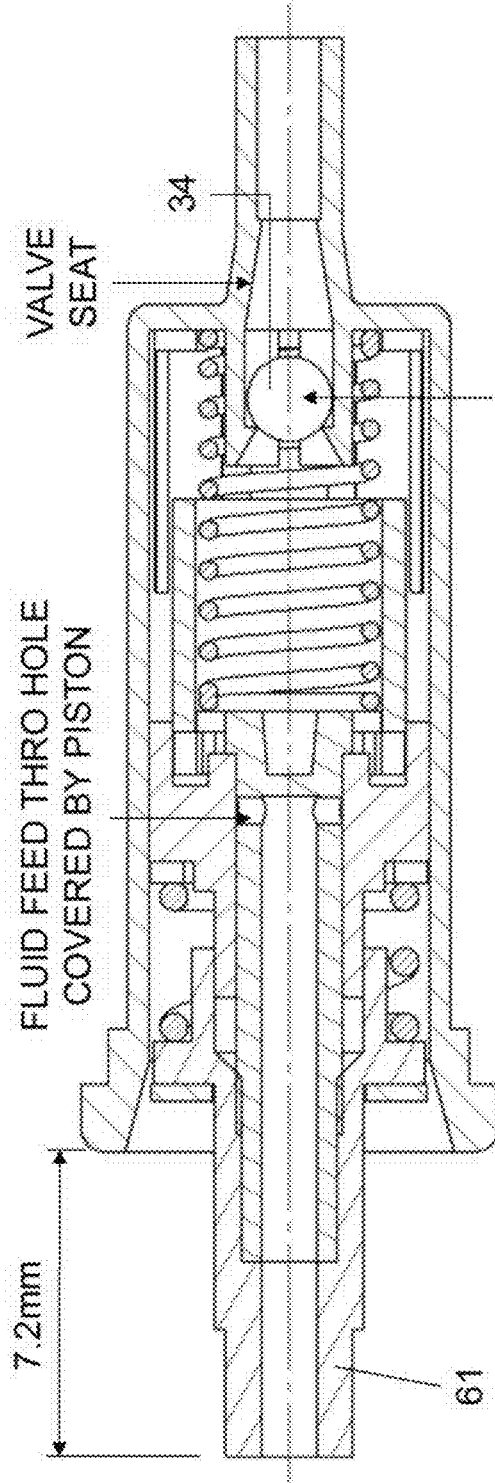 7.2mm
FLUID FEED THRO HOLE
COVERED BY PISTON
VALVE
SEAT
34
61